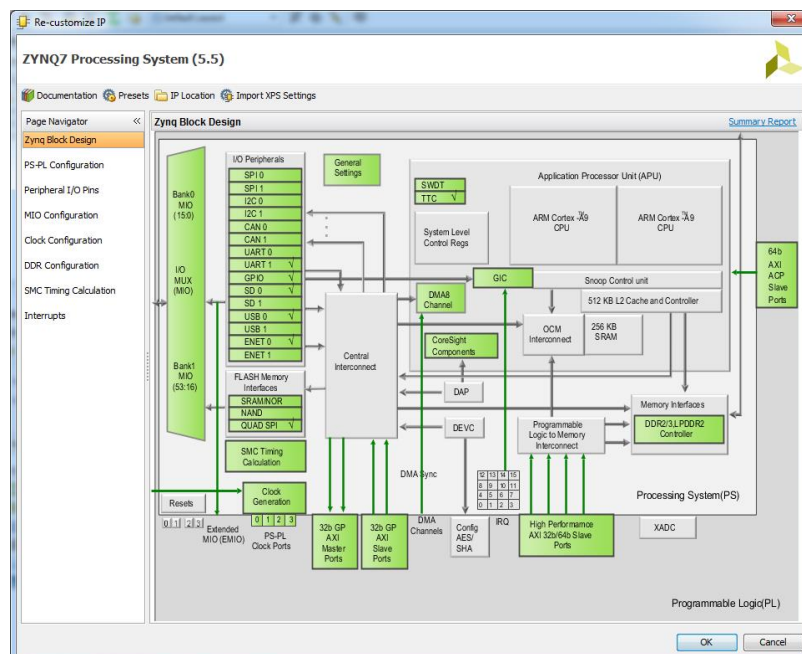 Re-customize IP
ZYNQ7 Processing System (5.5)
Documentation Presets IP Location Import XPS Settings
Page Navigator «
Zynq Block Design
PS-PL Configuration
Peripheral I/O Pins
MIO Configuration
Clock Configuration
DDR Configuration
SMC Timing Calculation
Interrupts
Zynq Block Design
Summary Report
Bank0
MIO
(15:0)
I/O
MUX
(MIO)
Bank1
MIO
(53:16)
I/O Peripherals
SPI 0
SPI 1
I2C 0
I2C 1
CAN 0
CAN 1
UART 0
UART 1 √
GPIO √
SD 0 √
SD 1
USB 0 √
USB 1
ENET 0 √
ENET 1
FLASH Memory
Interfaces
SRAM/NOR
NAND
QUAD SPI √
SMC Timing
Calculation
General
Settings
Application Processor Unit (APU)
SWDT
TTC √
System Level
Control Regs
ARM Cortex™-A9
CPU
ARM Cortex™-A9
CPU
GIC
Snoop Control unit
DMA8
Channel
512 KB L2 Cache and Controller
OCM
Interconnect
256 KB
SRAM
CoreSight
Components
Central
Interconnect
DAP
DEVC
Programmable
Logic to Memory
Interconnect
Memory Interfaces
DDR2/3,LPDDR2
Controller
64b
AXI
ACP
Slave
Ports
Resets
0 1 2 3
Extended
MIO (EMIO)
Clock
Generation
0 1 2 3
PS-PL
Clock Ports
32b GP
AXI
Master
Ports
32b GP
AXI
Slave
Ports
DMA Sync
DMA
Channels
Config
AES/
SHA
12 13 14 15
8 9 10 11
4 5 6 7
0 1 2 3
IRQ
High Performance
AXI 32b/64b Slave
Ports
XADC
Processing System(PS)
Programmable Logic(PL)
OK Cancel